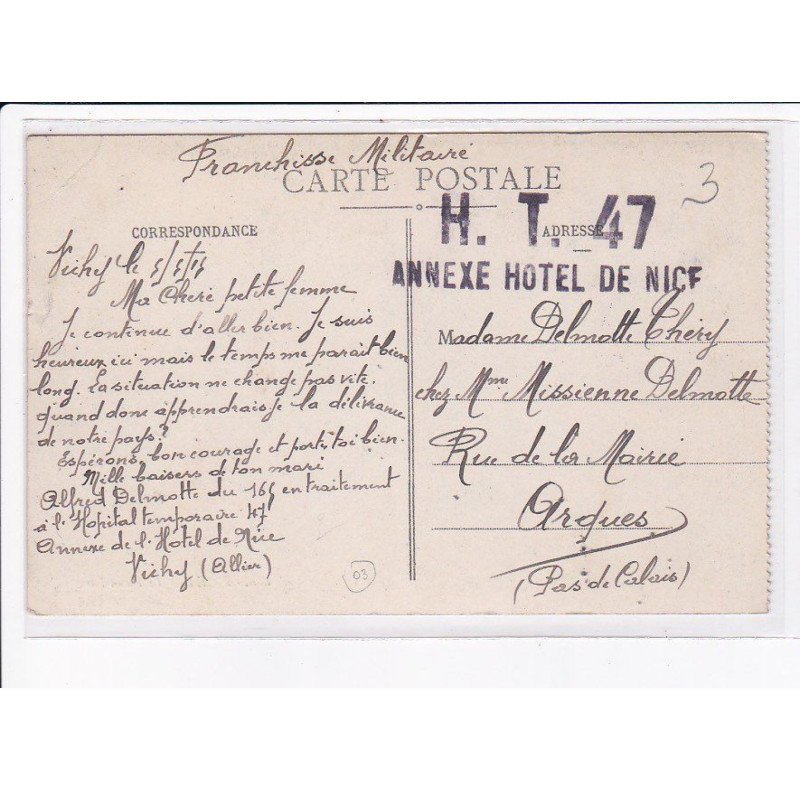 Franchisse Militaire
CARTE POSTALE
3
H. T. 47
ANNEXE HOTEL DE NICE
CORRESPONDANCE
Vichy le 5/5/15
Ma Cheré petite femme
Je continue d'aller bien. Je suis
heureux ici mais le temps me parait bien
long. La situation ne change pas vite.
quand donc apprendrais je la délivrance
de notre pays?
Espérons, bon courage et porte toi bien.
Mille baisers de ton mari
Alfred Delmotte du 165 en traitement
à l'Hopital temporaire 47
Annexe de l'Hotel de Nice
Vichy (Allier)
03
ADRESSE
Madame Delmotte Théry
chez Mme Missienne Delmotte
Rue de la Mairie
Arques
(Pas de Calais)